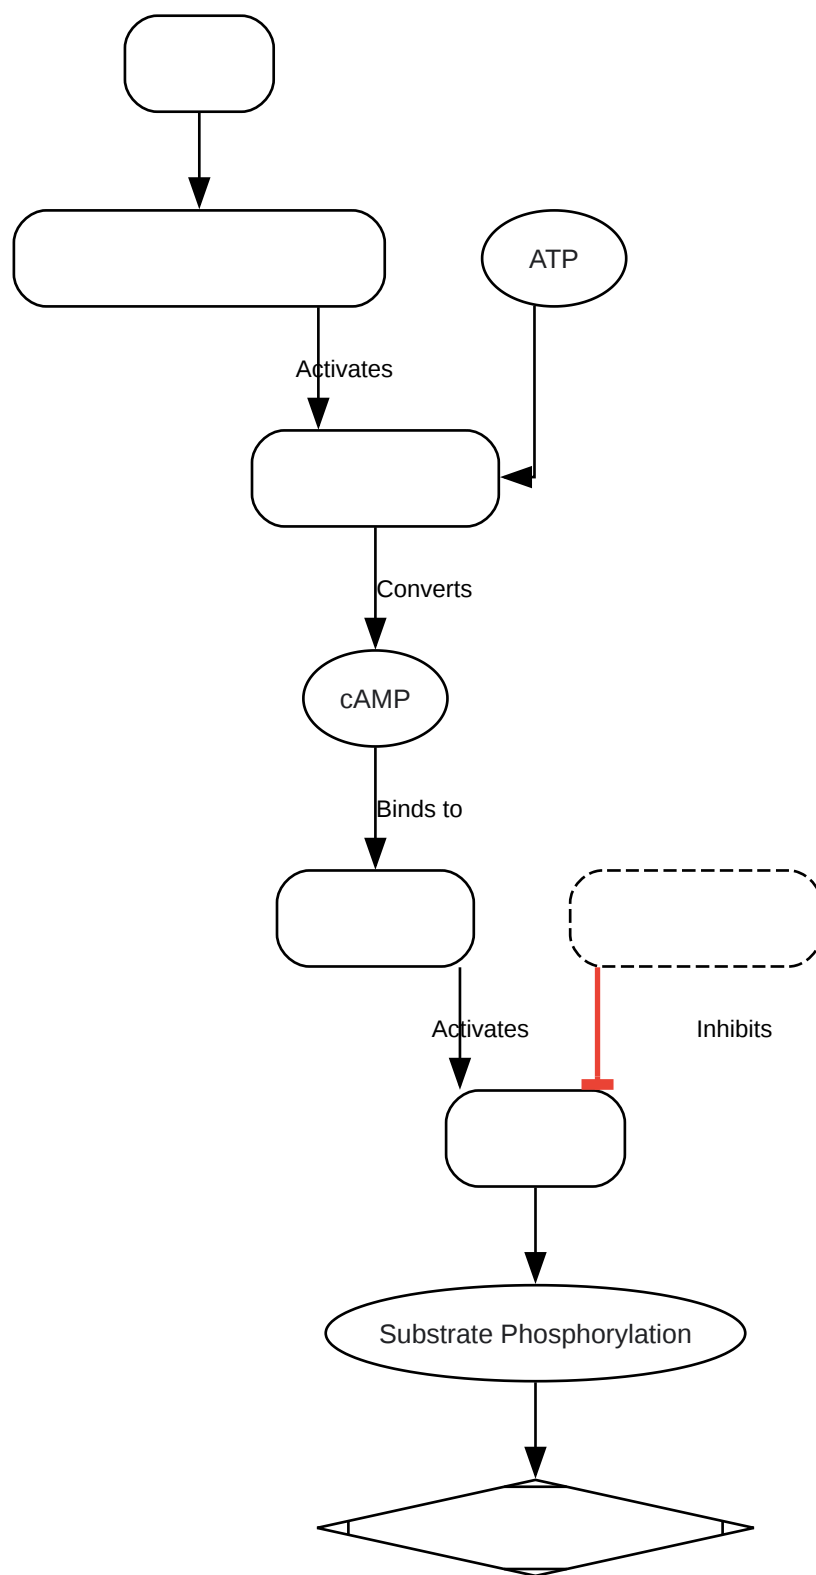 ATP
Activates
Converts
cAMP
Binds to
Activates
Inhibits
Substrate Phosphorylation